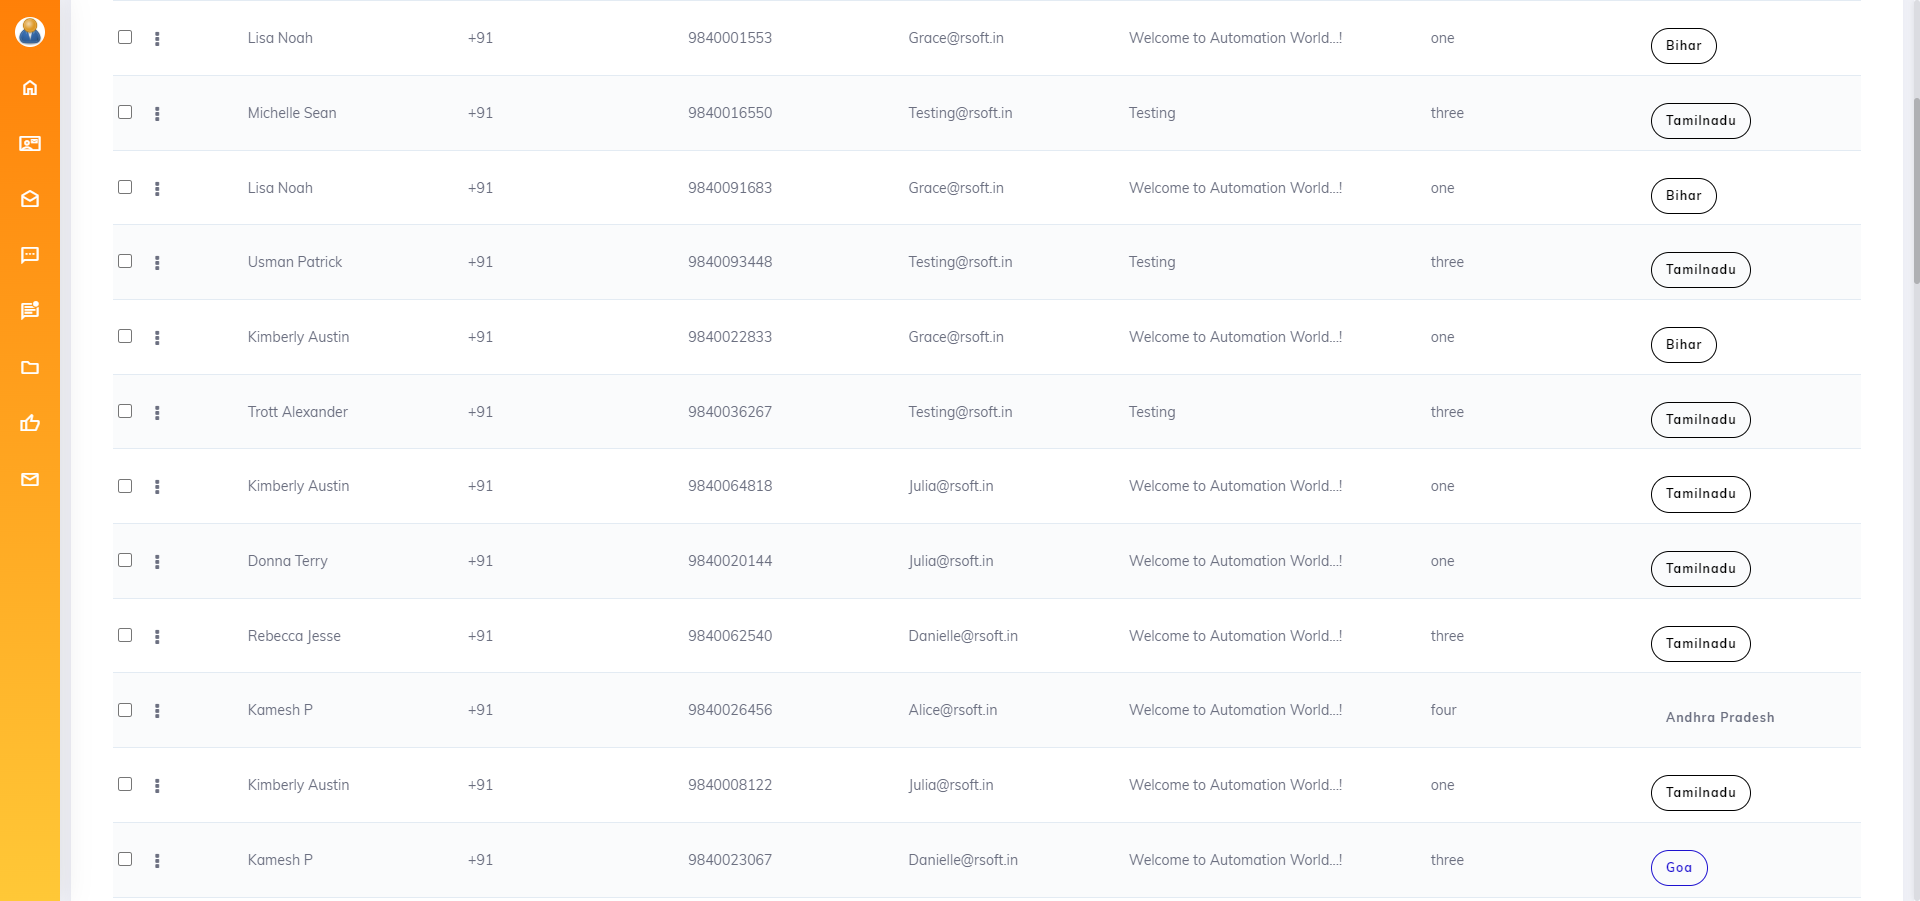 Lisa Noah +91 9840001553 Grace@rsoft.in Welcome to Automation World...! one Bihar
Michelle Sean +91 9840016550 Testing@rsoft.in Testing three Tamilnadu
Lisa Noah +91 9840091683 Grace@rsoft.in Welcome to Automation World...! one Bihar
Usman Patrick +91 9840093448 Testing@rsoft.in Testing three Tamilnadu
Kimberly Austin +91 9840022833 Grace@rsoft.in Welcome to Automation World...! one Bihar
Trott Alexander +91 9840036267 Testing@rsoft.in Testing three Tamilnadu
Kimberly Austin +91 9840064818 Julia@rsoft.in Welcome to Automation World...! one Tamilnadu
Donna Terry +91 9840020144 Julia@rsoft.in Welcome to Automation World...! one Tamilnadu
Rebecca Jesse +91 9840062540 Danielle@rsoft.in Welcome to Automation World...! three Tamilnadu
Kamesh P +91 9840026456 Alice@rsoft.in Welcome to Automation World...! four Andhra Pradesh
Kimberly Austin +91 9840008122 Julia@rsoft.in Welcome to Automation World...! one Tamilnadu
Kamesh P +91 9840023067 Danielle@rsoft.in Welcome to Automation World...! three Goa